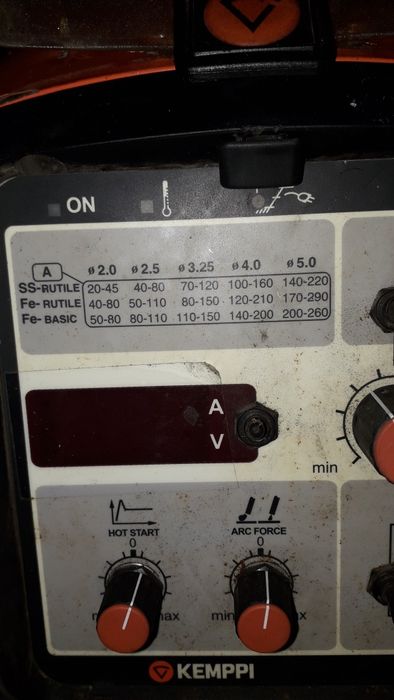 ON
A ø 2.0 ø 2.5 ø 3.25 ø 4.0 ø 5.0
SS-RUTILE 20-45 40-80 70-120 100-160 140-220
Fe- RUTILE 40-80 50-110 80-150 120-210 170-290
Fe- BASIC 50-80 80-110 110-150 140-200 200-260
A
V
min
HOT START ARC FORCE
0 0
min
KEMPPI